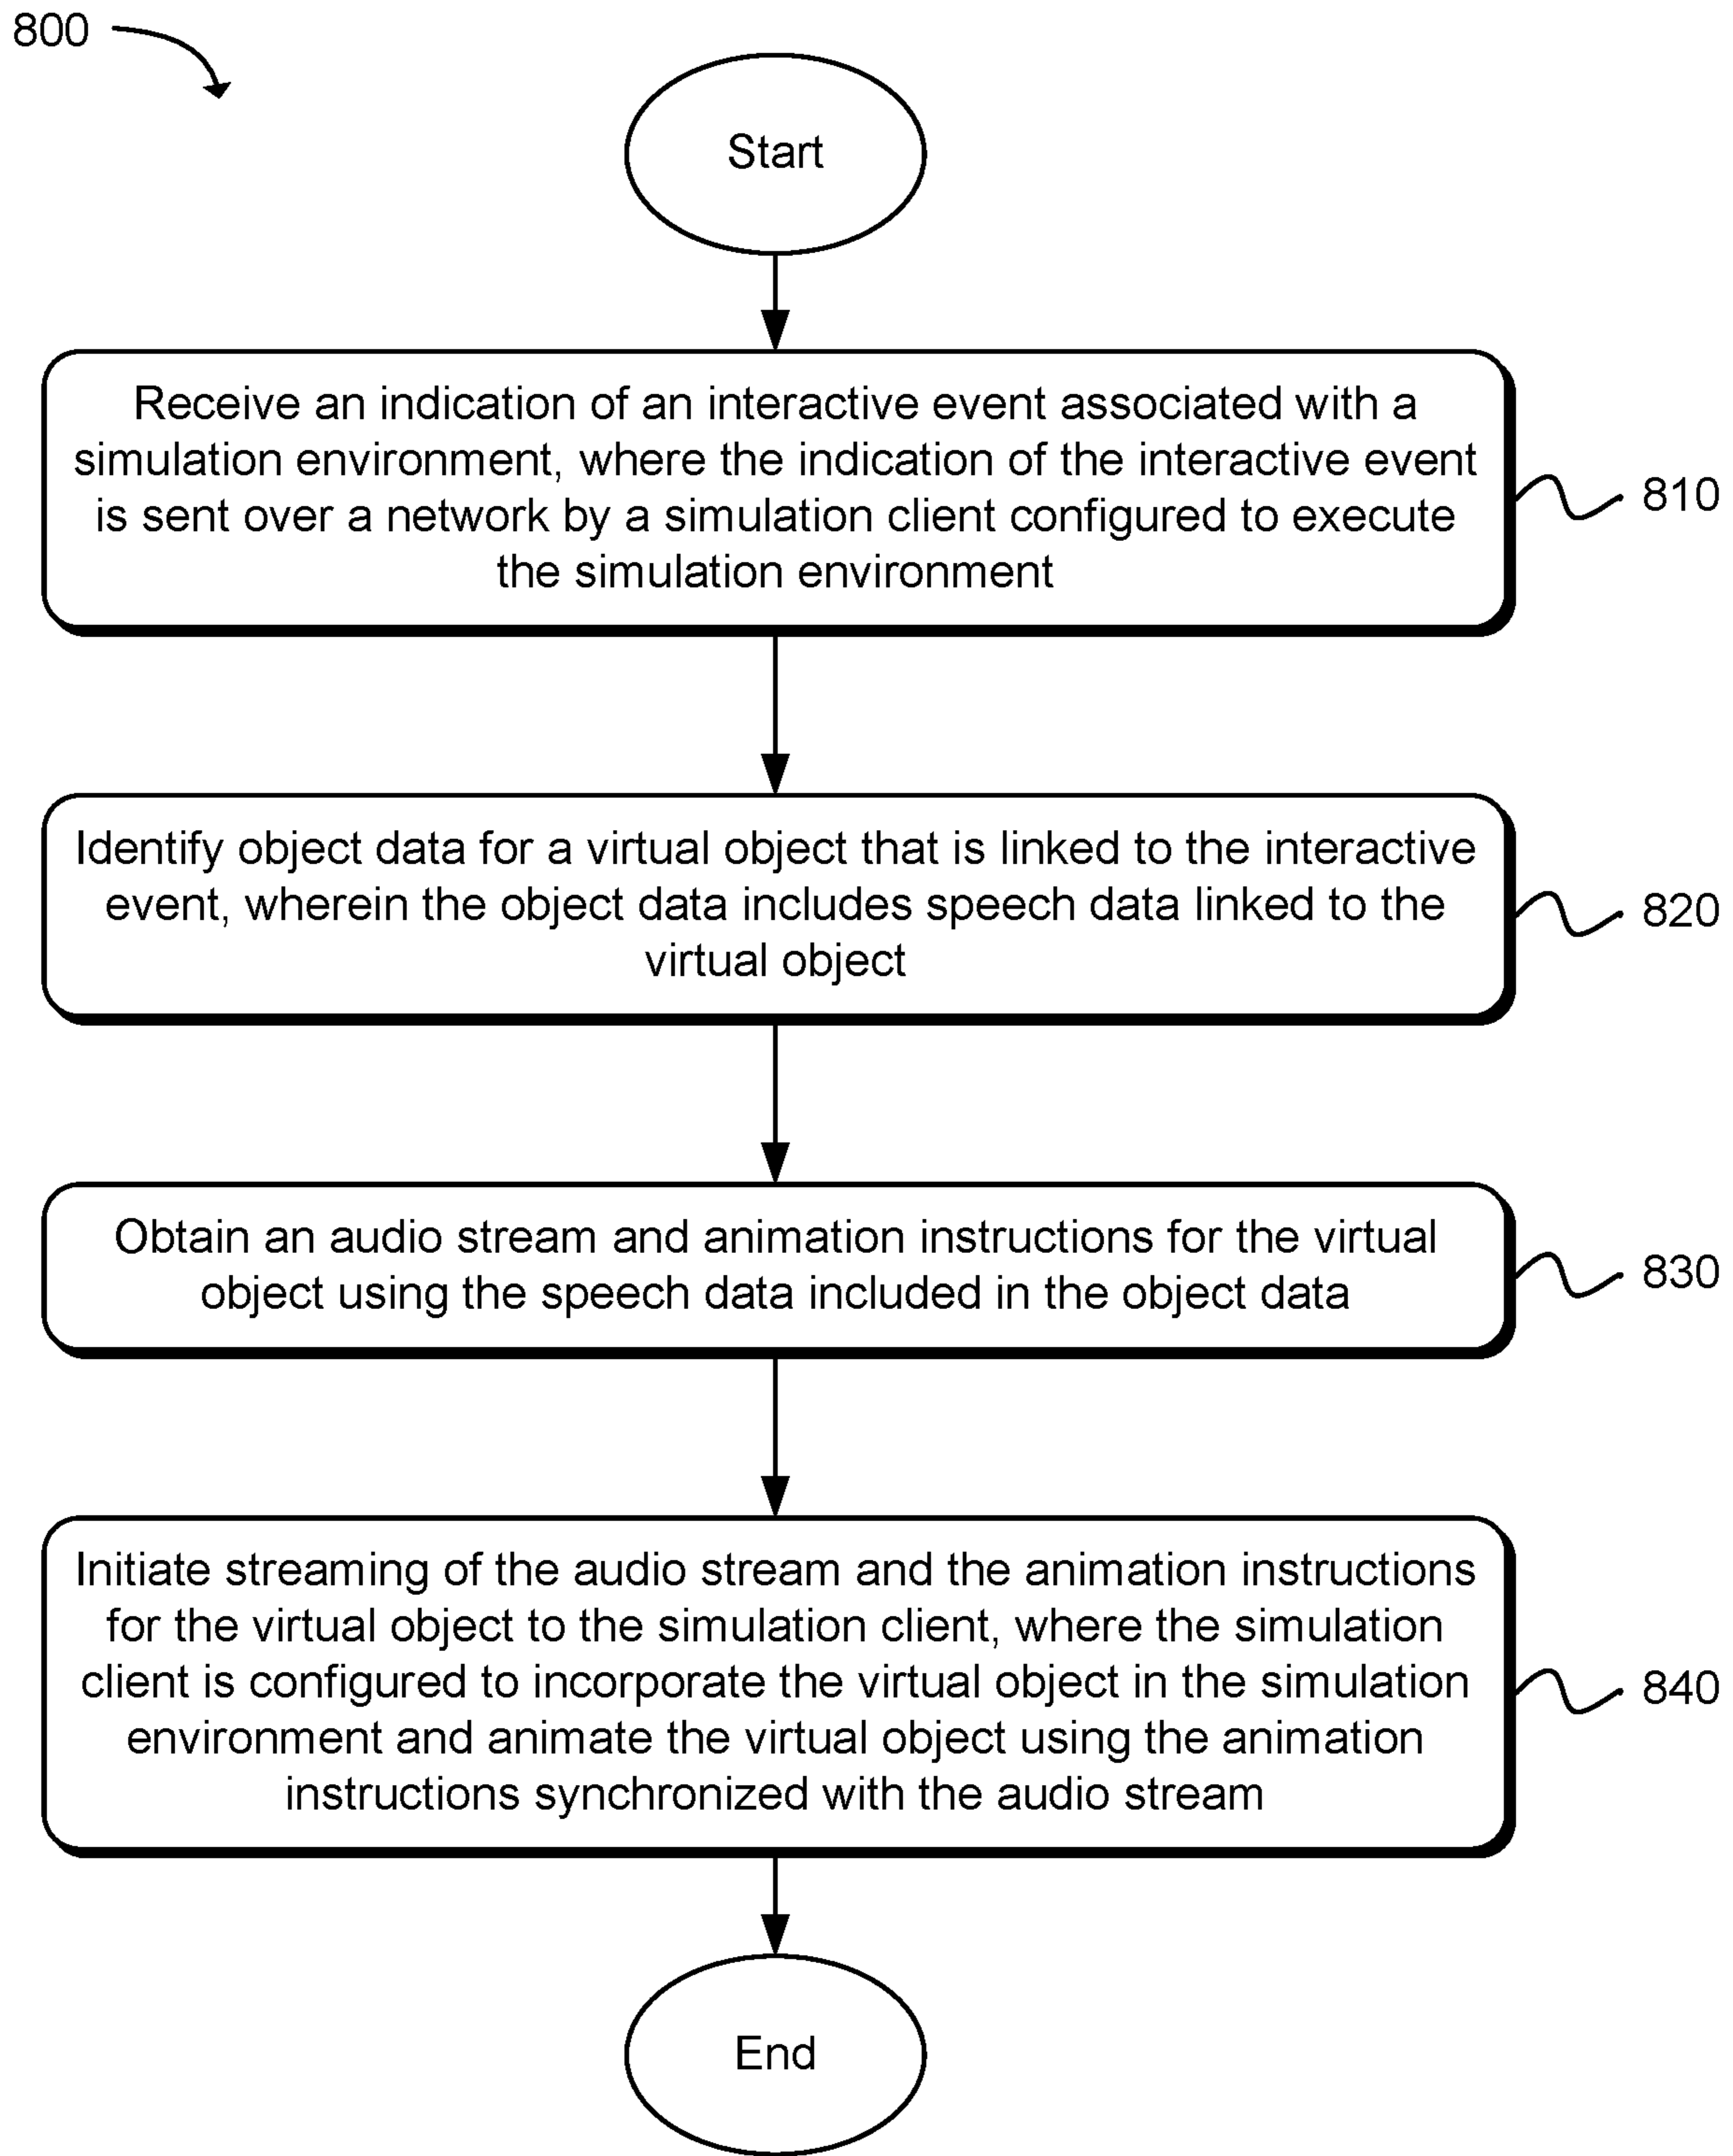 800
Start
Receive an indication of an interactive event associated with a
simulation environment, where the indication of the interactive event
is sent over a network by a simulation client configured to execute
the simulation environment
810
Identify object data for a virtual object that is linked to the interactive
event, wherein the object data includes speech data linked to the
virtual object
820
Obtain an audio stream and animation instructions for the virtual
object using the speech data included in the object data
830
Initiate streaming of the audio stream and the animation instructions
for the virtual object to the simulation client, where the simulation
client is configured to incorporate the virtual object in the simulation
environment and animate the virtual object using the animation
instructions synchronized with the audio stream
840
End